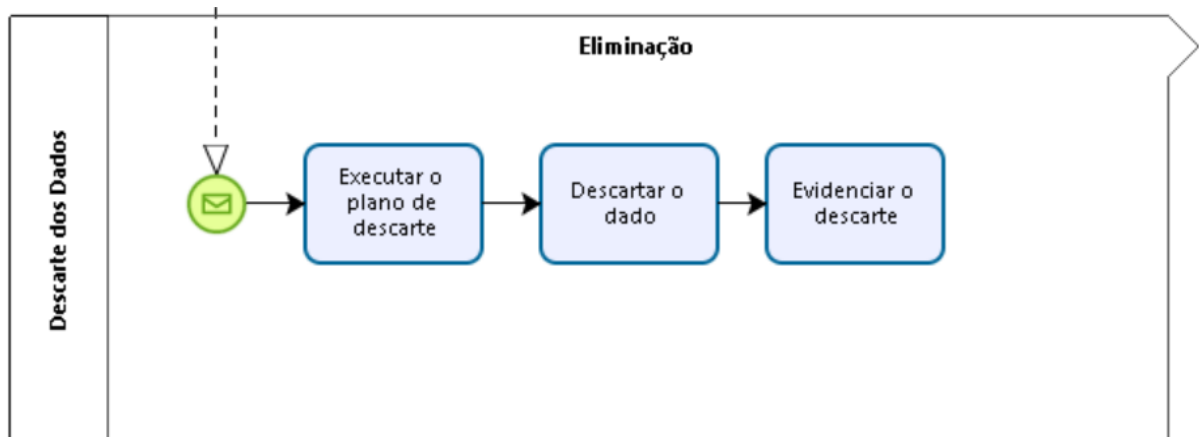 Eliminação
Descarte dos Dados
Executar o
plano de
descarte
Descartar o
dado
Evidenciar o
descarte